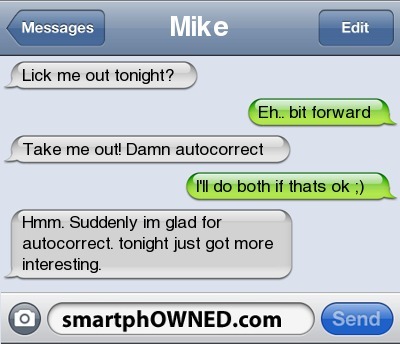 Messages
Mike
Edit
Lick me out tonight?
Eh.. bit forward
Take me out! Damn autocorrect
I'll do both if thats ok ;)
Hmm. Suddenly im glad for
autocorrect. tonight just got more
interesting.
smartphOWNED.com
Send